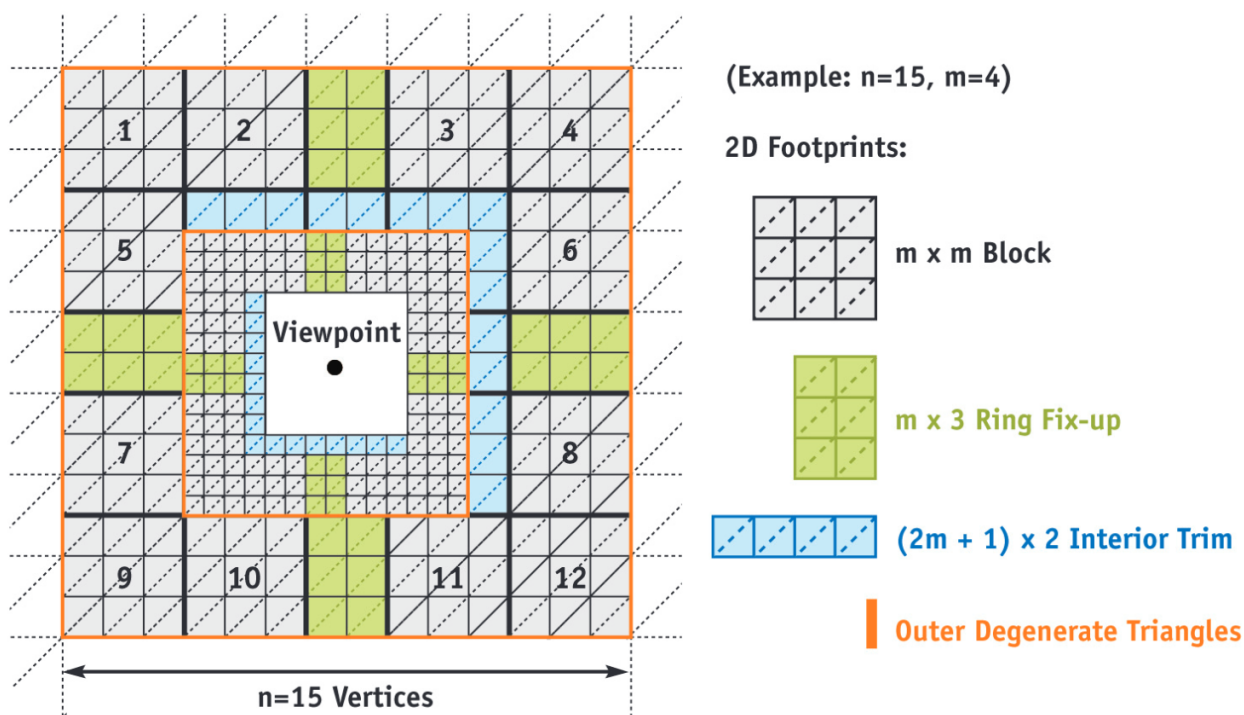 (Example: n=15, m=4)
2D Footprints:
1 2 3 4
5 6
m x m Block
Viewpoint
m x 3 Ring Fix-up
7 8
(2m + 1) x 2 Interior Trim
9 10 11 12
Outer Degenerate Triangles
n=15 Vertices